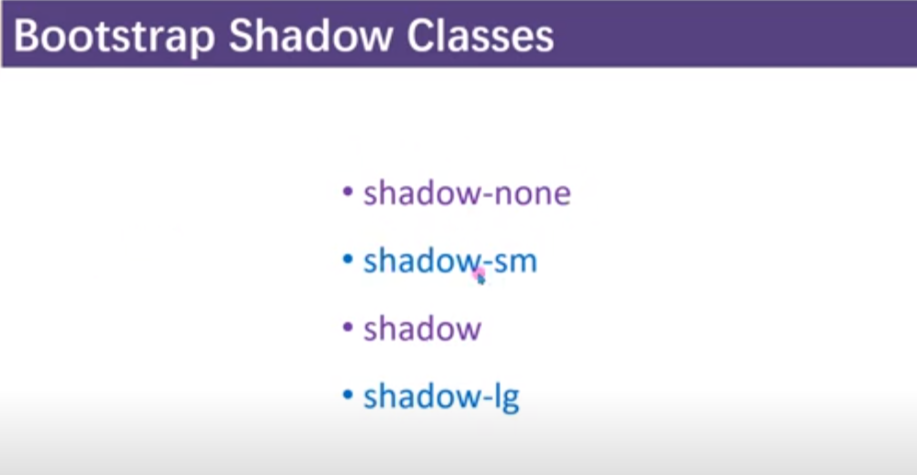 Bootstrap Shadow Classes
• shadow-none
• shadow-sm
• shadow
• shadow-lg